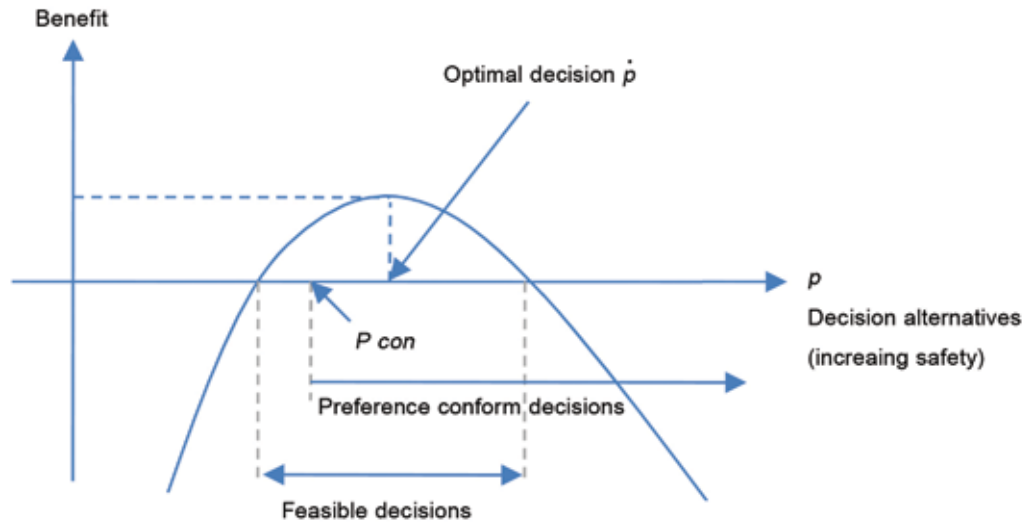 Benefit
Optimal decision ṗ
p
Decision alternatives
(increaing safety)
P con
Preference conform decisions
Feasible decisions